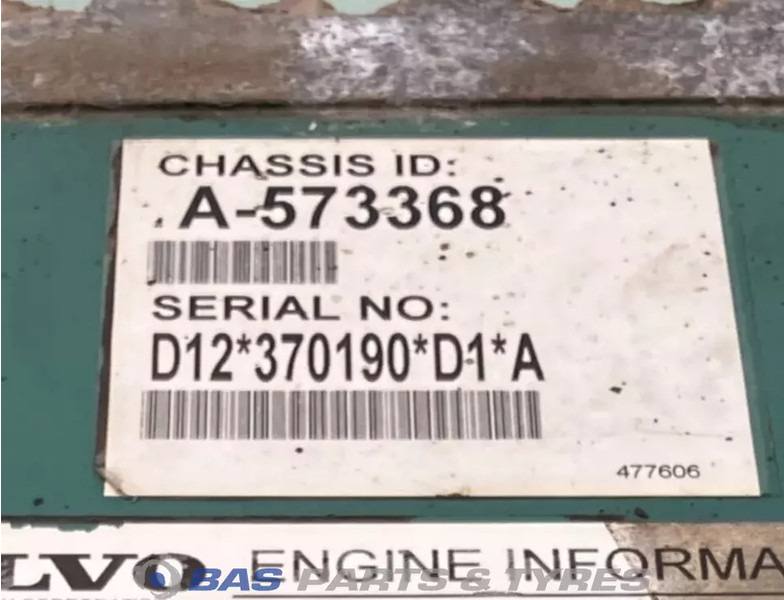 CHASSIS ID:
A-573368
SERIAL NO:
D12*370190*D1*A
477606
LVO ENGINE INFORMA
BAS PARTS & TYRES